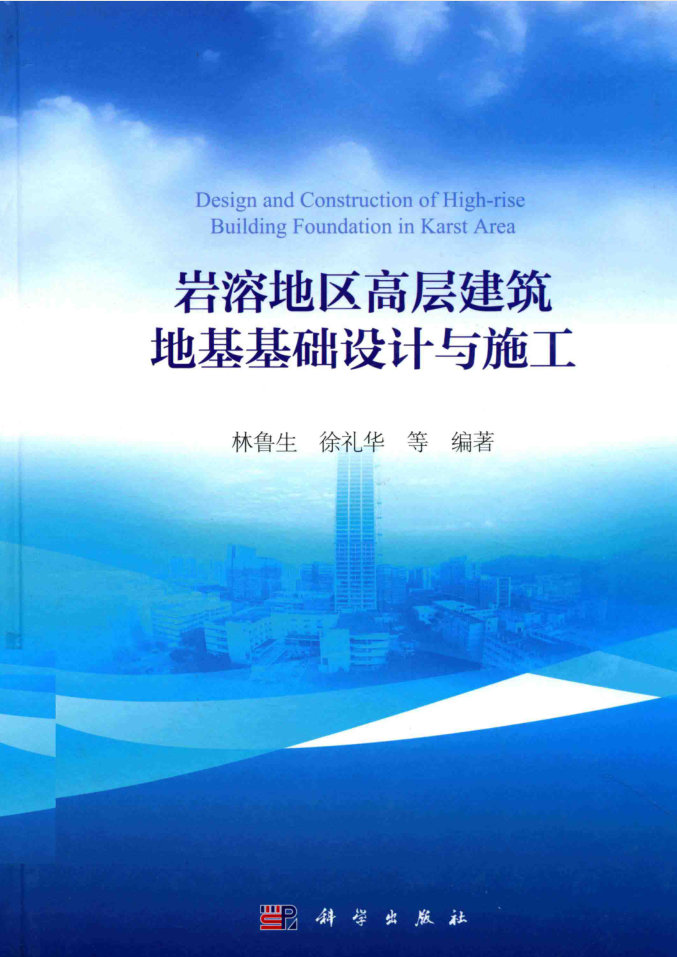 Design and Construction of High-rise
Building Foundation in Karst Area
岩溶地区高层建筑
地基基础设计与施工
林鲁生 徐礼华 等 编著
科学出版社